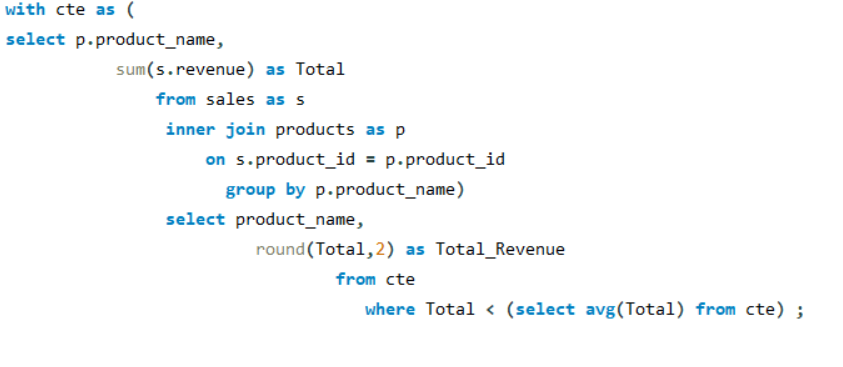 with cte as (
select p.product_name,
sum(s.revenue) as Total
from sales as s
inner join products as p
on s.product_id = p.product_id
group by p.product_name)
select product_name,
round(Total,2) as Total_Revenue
from cte
where Total < (select avg(Total) from cte) ;